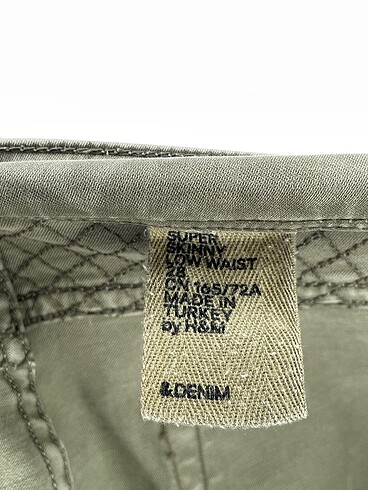 SUPER
SKINNY
LOW WAIST
28
CN 165/72A
MADE IN
TURKEY
by H&M
&DENIM